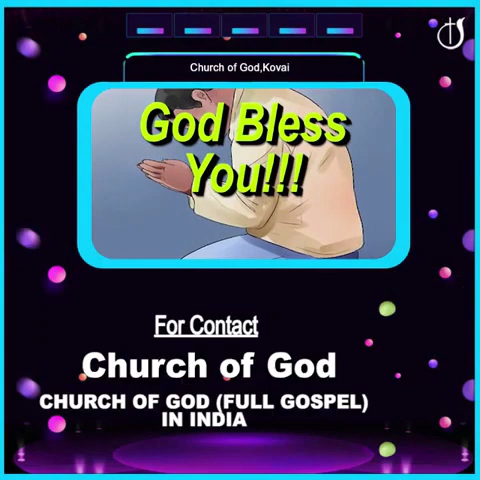 Church of God,Kovai
God Bless
You!!!
For Contact
Church of God
CHURCH OF GOD (FULL GOSPEL)
IN INDIA